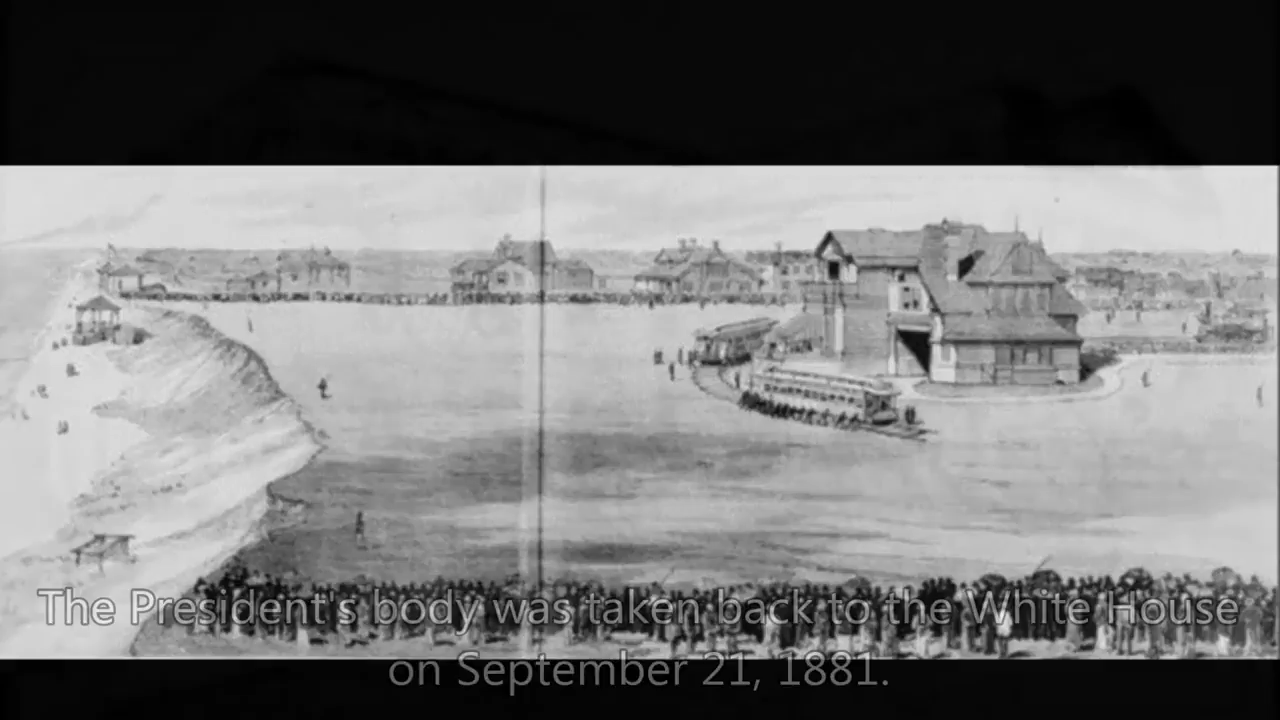 The President's body was taken back to the White House
on September 21, 1881.